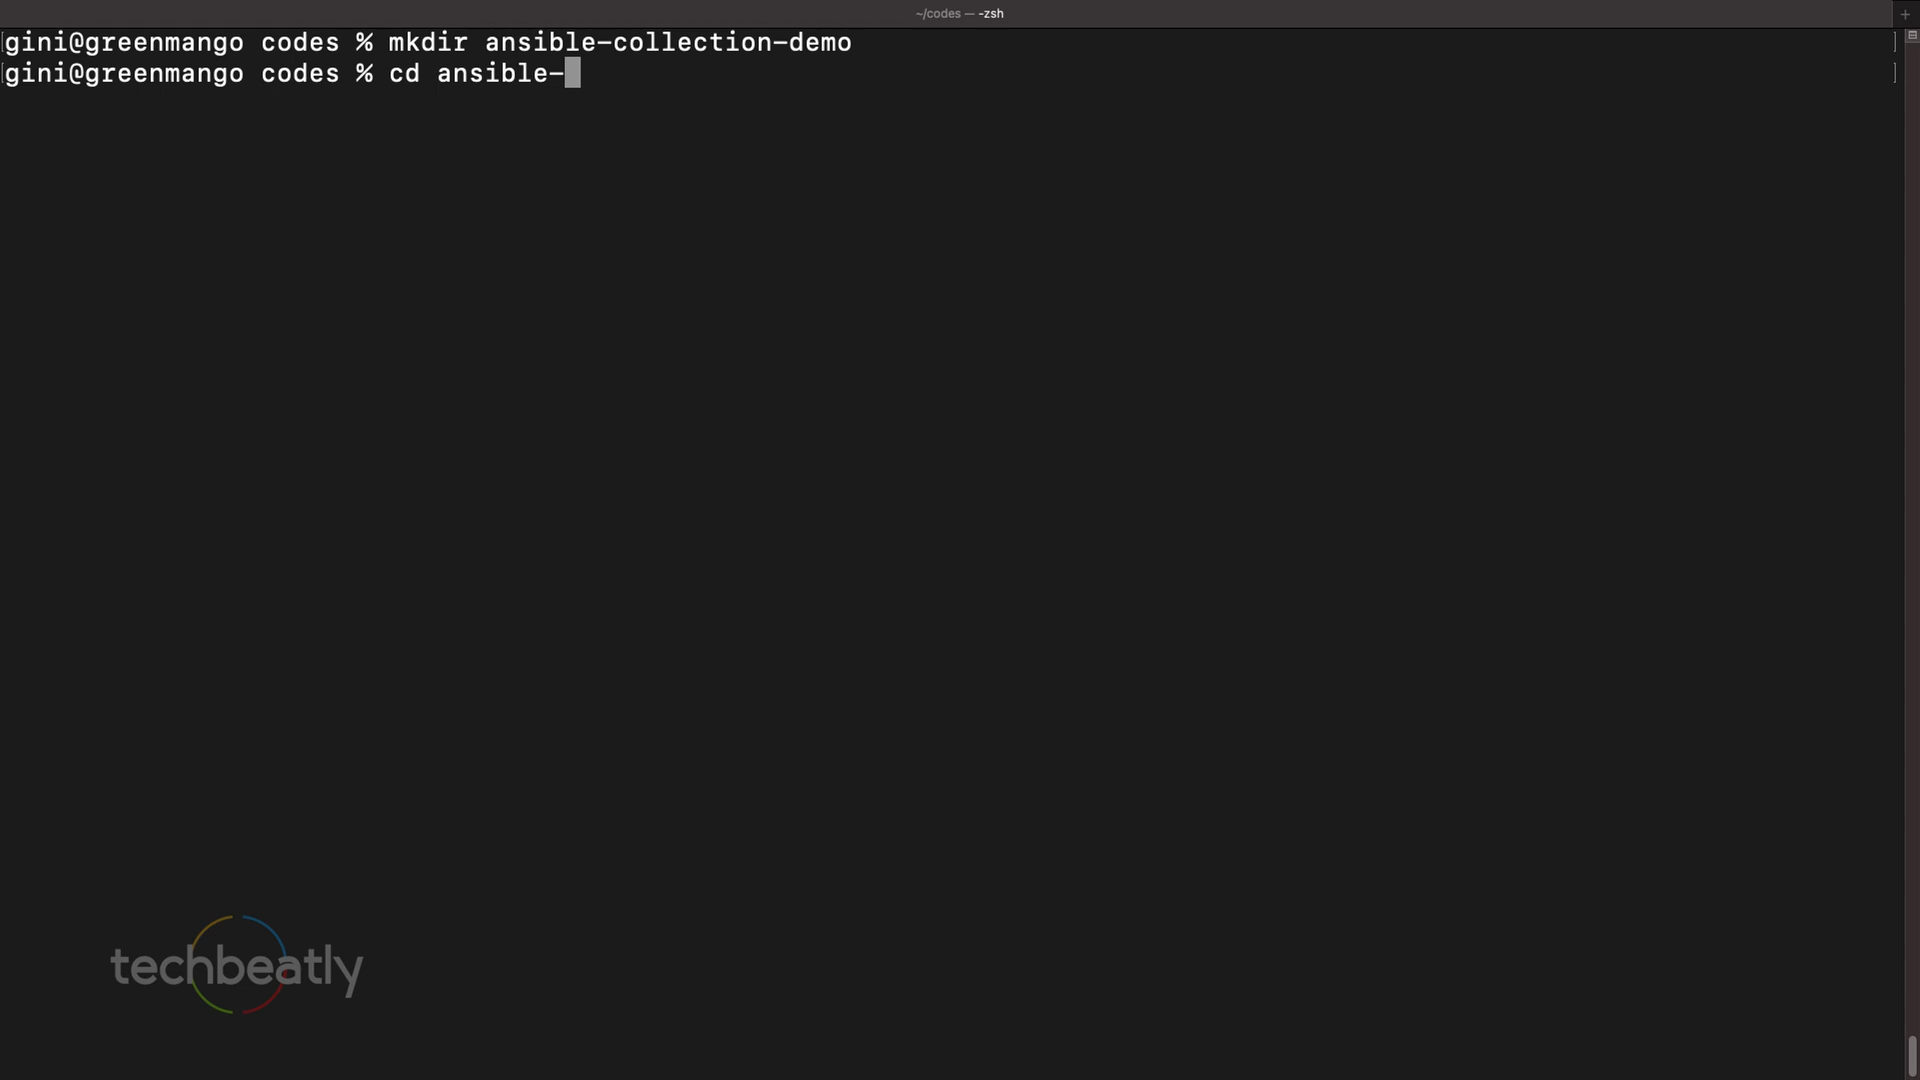 ~/codes — -zsh
gini@greenmango codes % mkdir ansible-collection-demo
gini@greenmango codes % cd ansible-
techbeatly